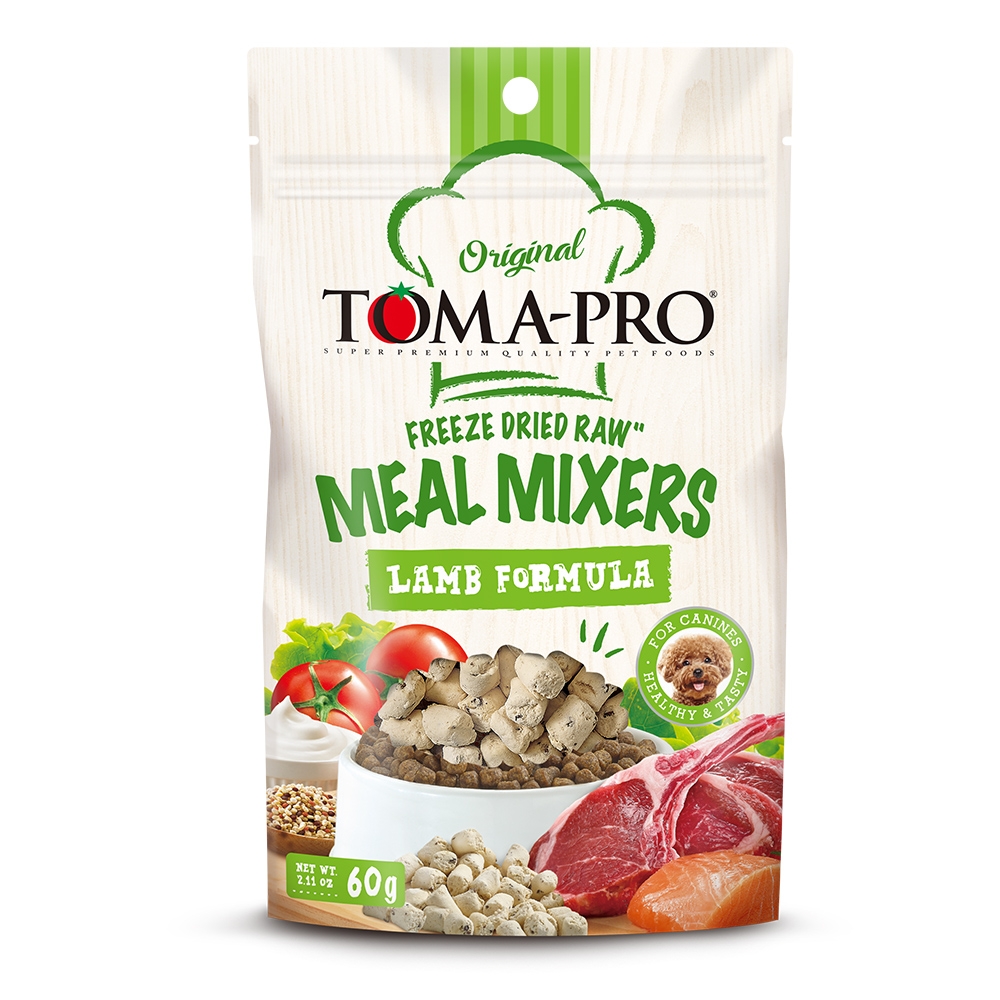 Original
TOMA-PRO®
SUPER PREMIUM QUALITY PET FOODS
FREEZE DRIED RAW"
MEAL MIXERS
LAMB FORMULA
FOR CANINES
HEALTHY & TASTY
NET WT.
2.11 OZ
60g